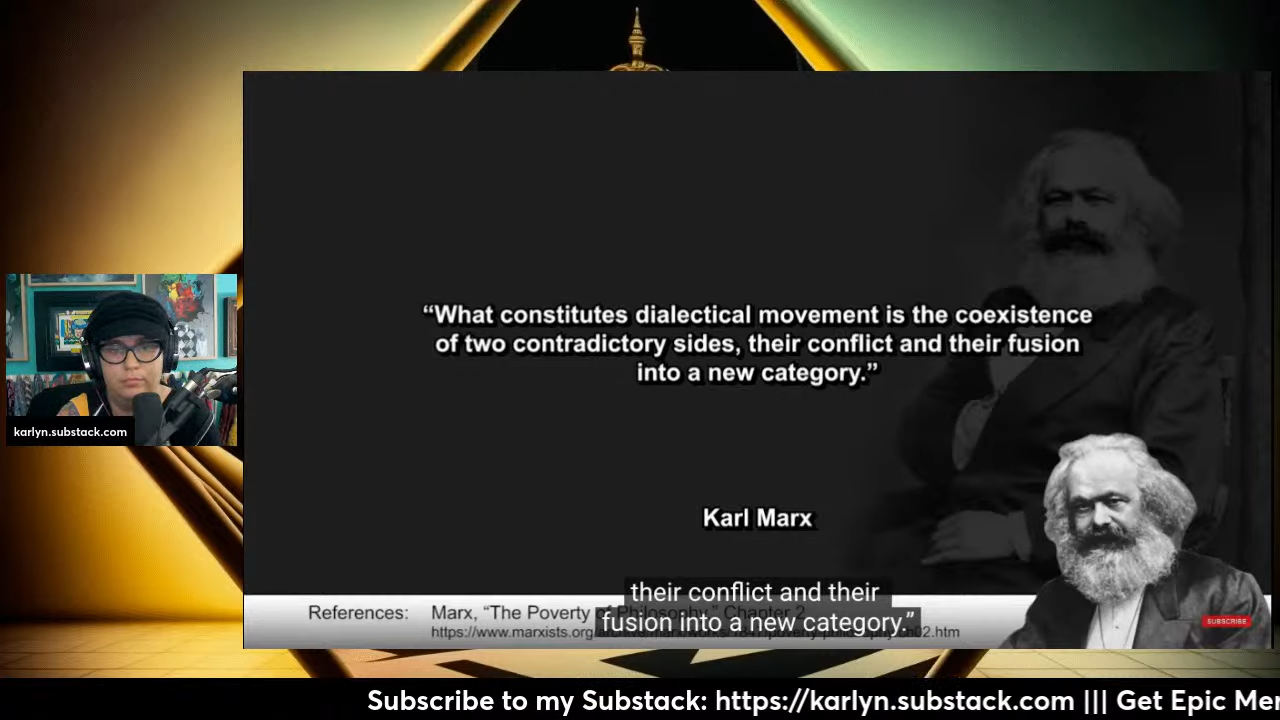 “What constitutes dialectical movement is the coexistence
of two contradictory sides, their conflict and their fusion
into a new category.”
Karl Marx
their conflict and their
fusion into a new category.”
References: Marx, “The Poverty of Philosophy,” Chapter 2
https://www.marxists.org/
SUBSCRIBE
karlyn.substack.com
Subscribe to my Substack: https://karlyn.substack.com ||| Get Epic Mer